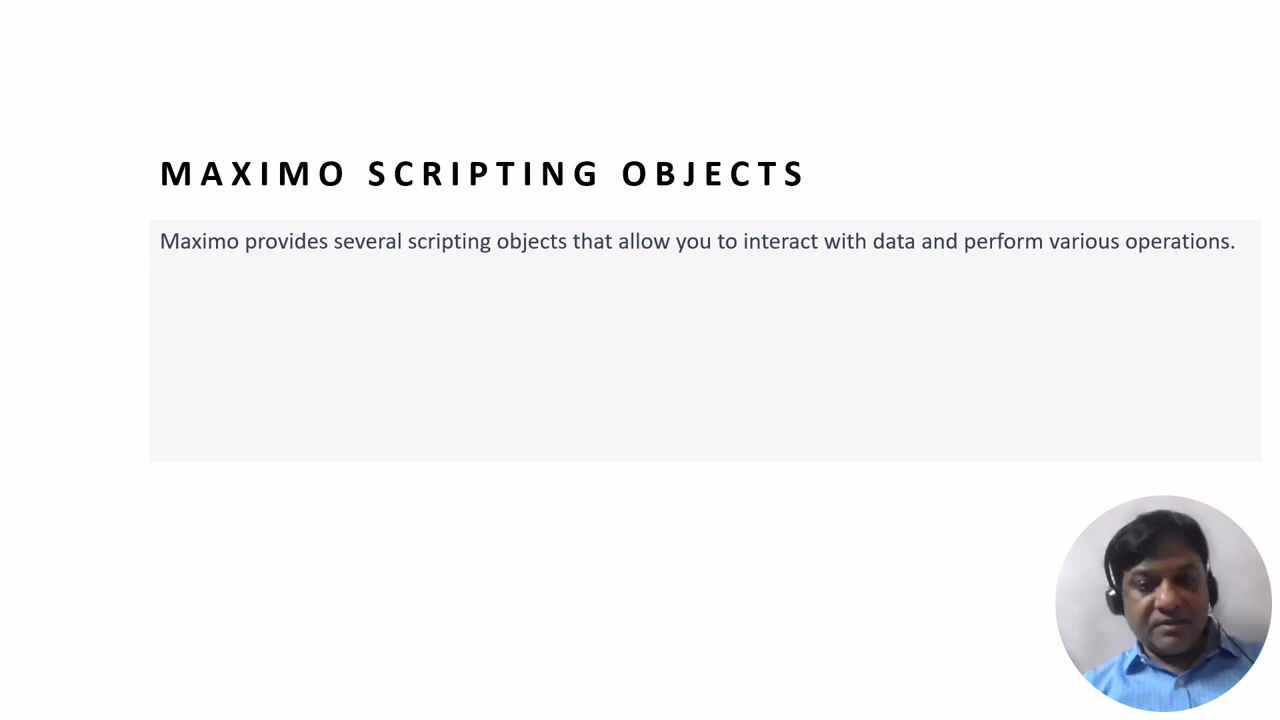 MAXIMO SCRIPTING OBJECTS
Maximo provides several scripting objects that allow you to interact with data and perform various operations.